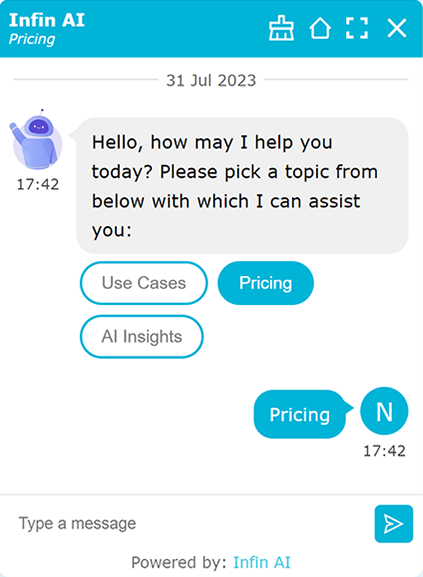 Infin AI
Pricing
31 Jul 2023
Hello, how may I help you
today? Please pick a topic from
below with which I can assist
you:
17:42
Use Cases
Pricing
AI Insights
Pricing
N
17:42
Type a message
Powered by: Infin AI